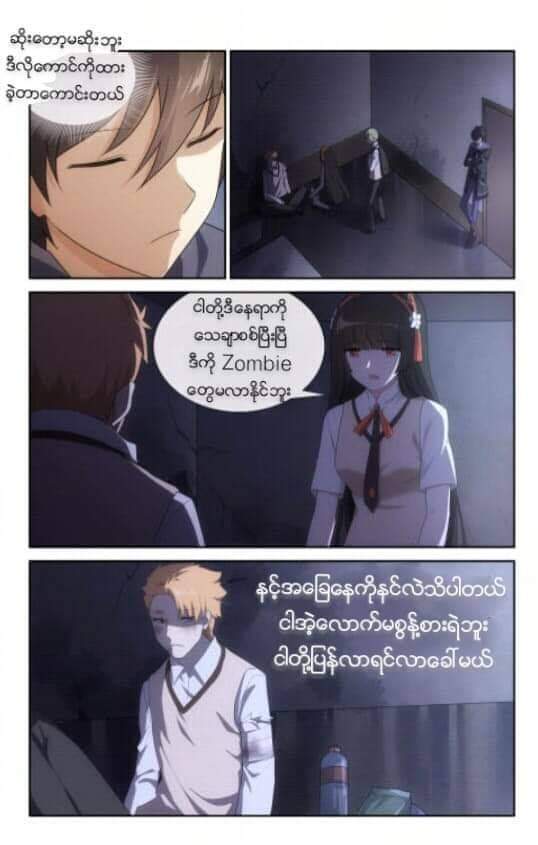 ဆိုးတော့မဆိုးဘူး
ဒီလိုကောင်ကိုထား
ခဲ့တာကောင်းတယ်
ငါတို့ဒီနေရာကို
သေချာစစ်ပြီးပြီ
ဒီကို Zombie
တွေမလာနိုင်ဘူး
နင့်အခြေနေကိုနင်လဲသိပါတယ်
ငါအဲ့လောက်မစွန့်စားရဲဘူး
ငါတို့ပြန်လာရင်လာခေါ်မယ်